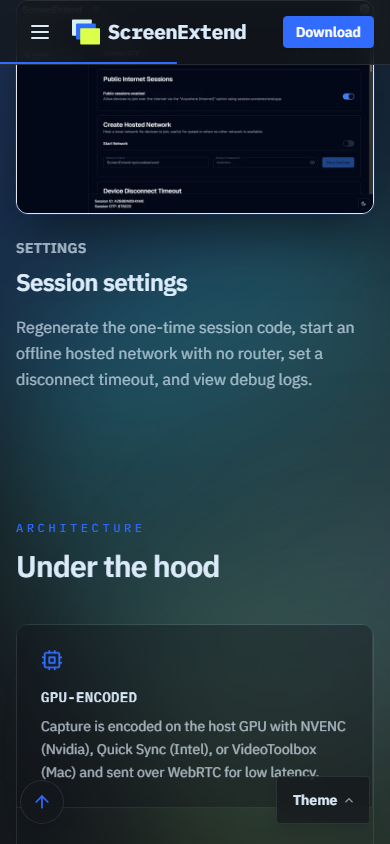 ScreenExtend
Download
Public Internet Sessions
Public sessions enabled
Create Hosted Network
Start Network
Device Disconnect Timeout
SETTINGS
Session settings
Regenerate the one-time session code, start an
offline hosted network with no router, set a
disconnect timeout, and view debug logs.
ARCHITECTURE
Under the hood
GPU-ENCODED
Capture is encoded on the host GPU with NVENC
(Nvidia), Quick Sync (Intel), or VideoToolbox
(Mac) and sent over WebRTC for low latency.
Theme